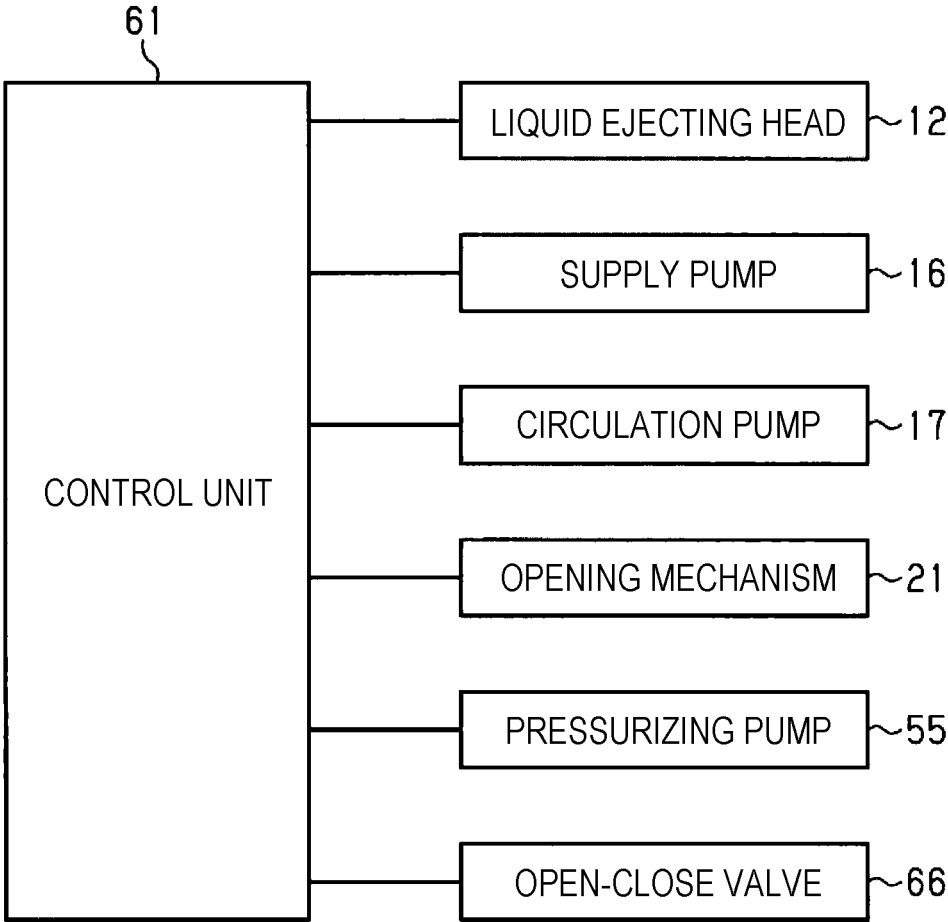 61
LIQUID EJECTING HEAD 12
SUPPLY PUMP 16
CIRCULATION PUMP 17
CONTROL UNIT
OPENING MECHANISM 21
PRESSURIZING PUMP 55
OPEN-CLOSE VALVE 66